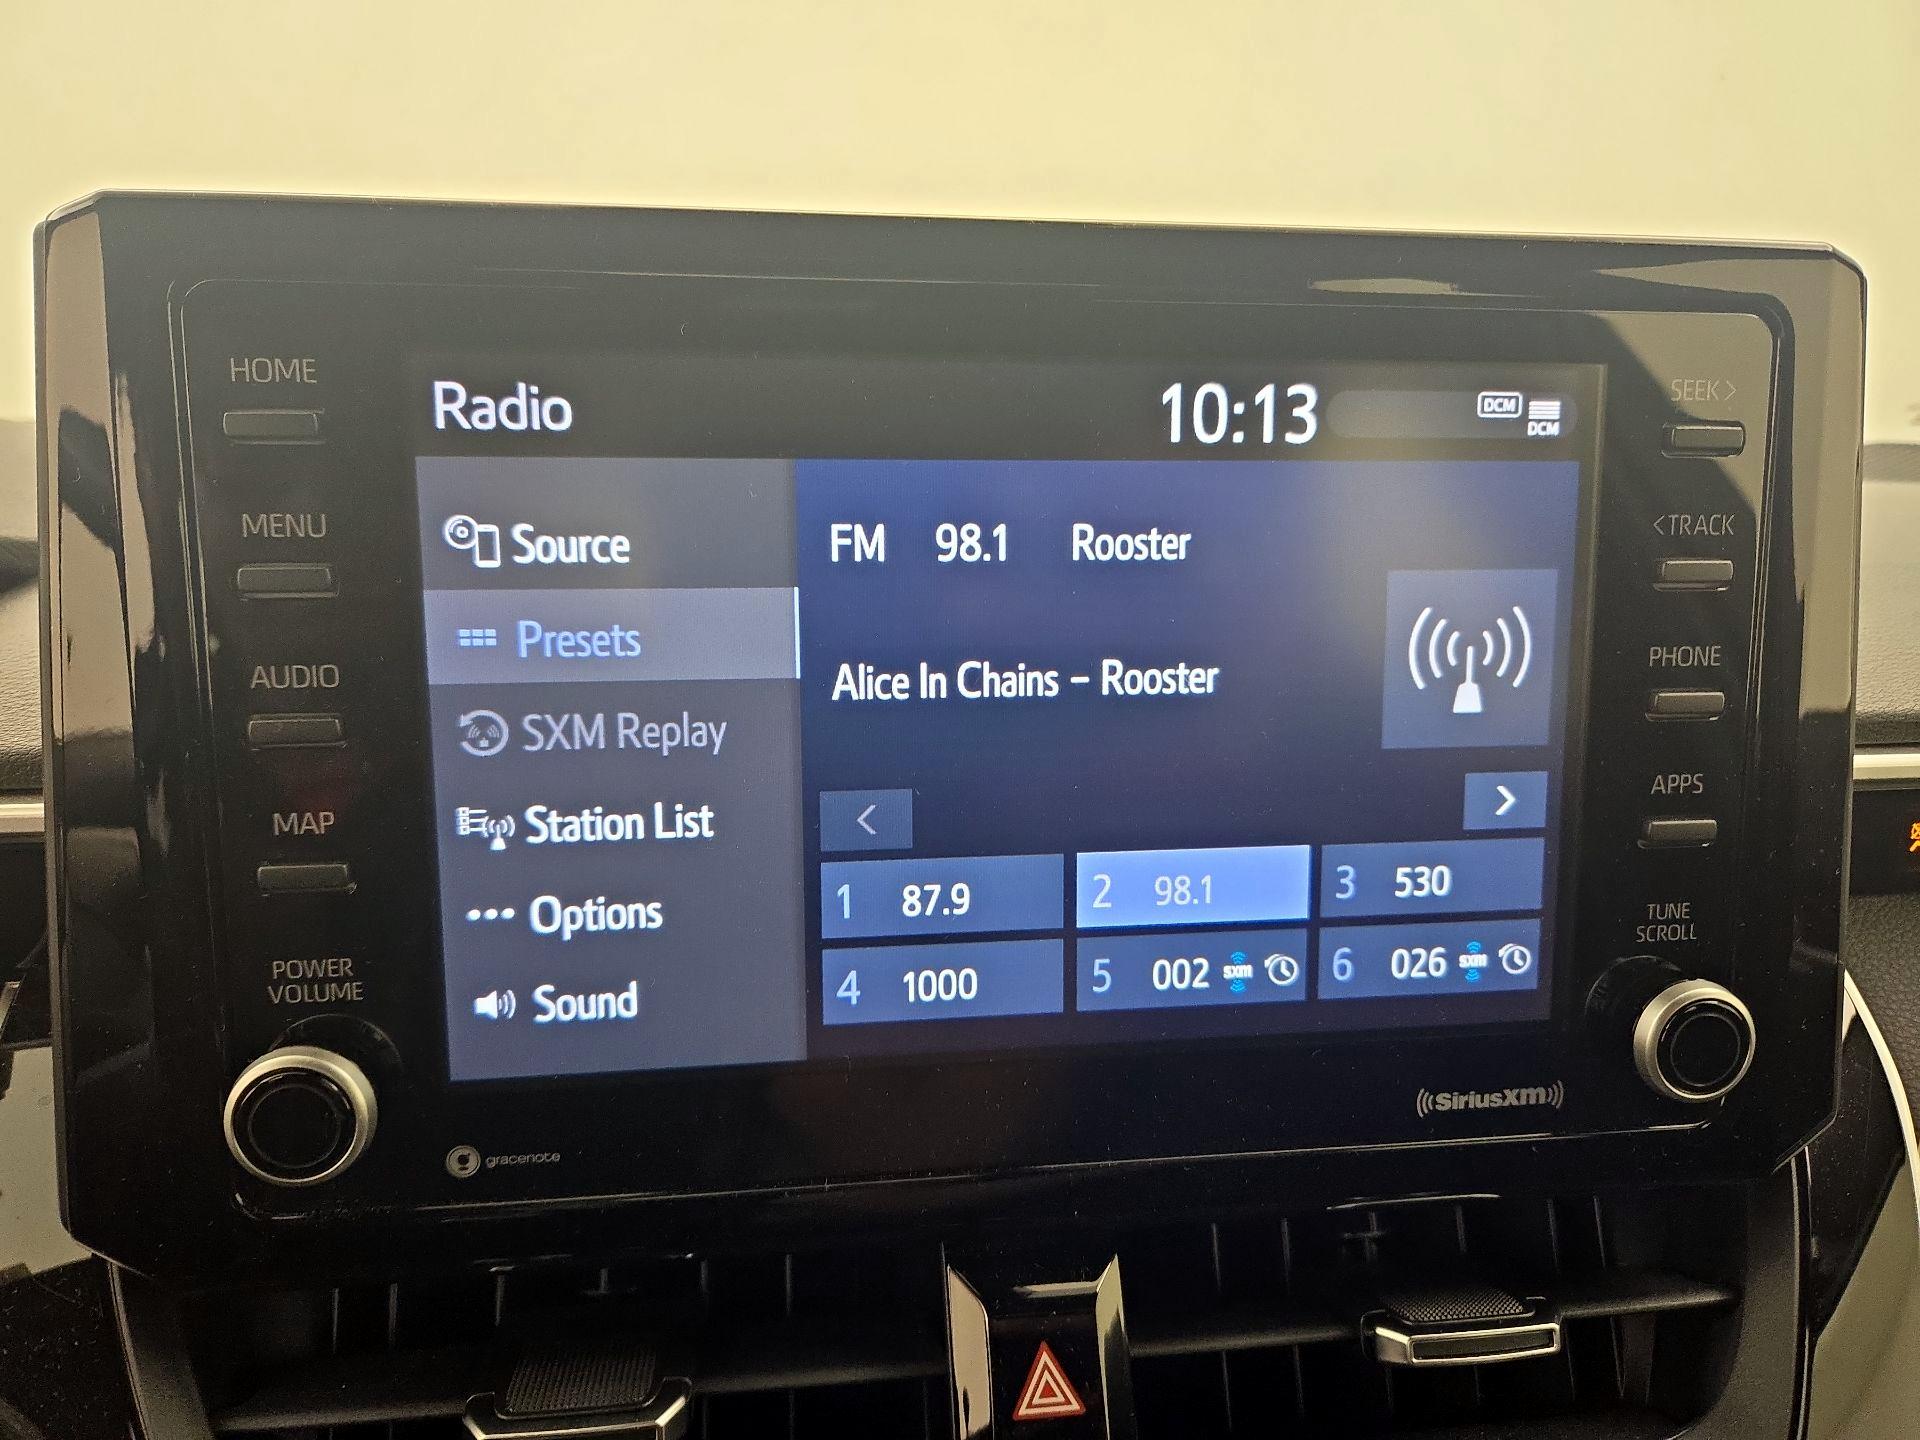 HOME
MENU
AUDIO
MAP
POWER
VOLUME
Radio
10:13
DCM
DCM
Source
Presets
SXM Replay
Station List
Options
Sound
FM 98.1 Rooster
Alice In Chains – Rooster
<
>
1 87.9
2 98.1
3 530
4 1000
5 002 sxm
6 026 sxm
SEEK>
<TRACK
PHONE
APPS
TUNE
SCROLL
gracenote
((SiriusXM))